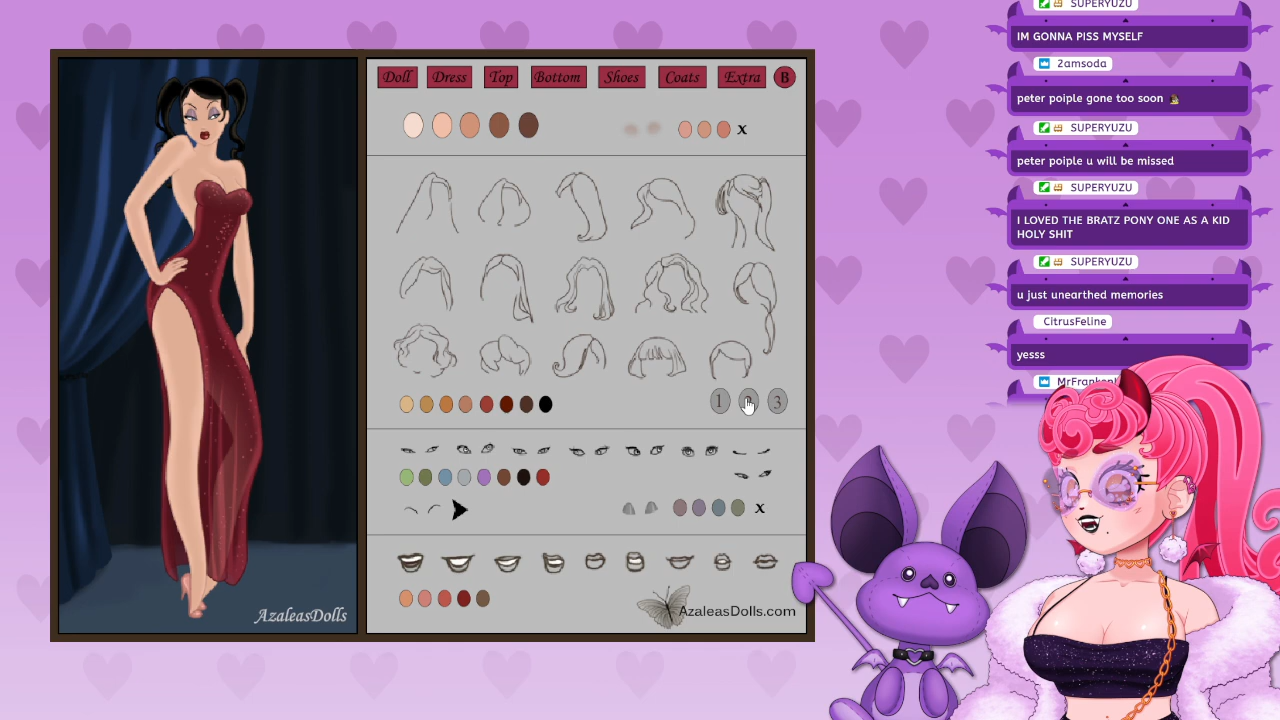 Doll Dress Top Bottom Shoes Coats Extra B
x
1 3
x
AzaleasDolls
AzaleasDolls.com
SUPERYUZU
IM GONNA PISS MYSELF
2amsoda
peter poiple gone too soon
SUPERYUZU
peter poiple u will be missed
SUPERYUZU
I LOVED THE BRATZ PONY ONE AS A KID
HOLY SHIT
SUPERYUZU
u just unearthed memories
CitrusFeline
yesss